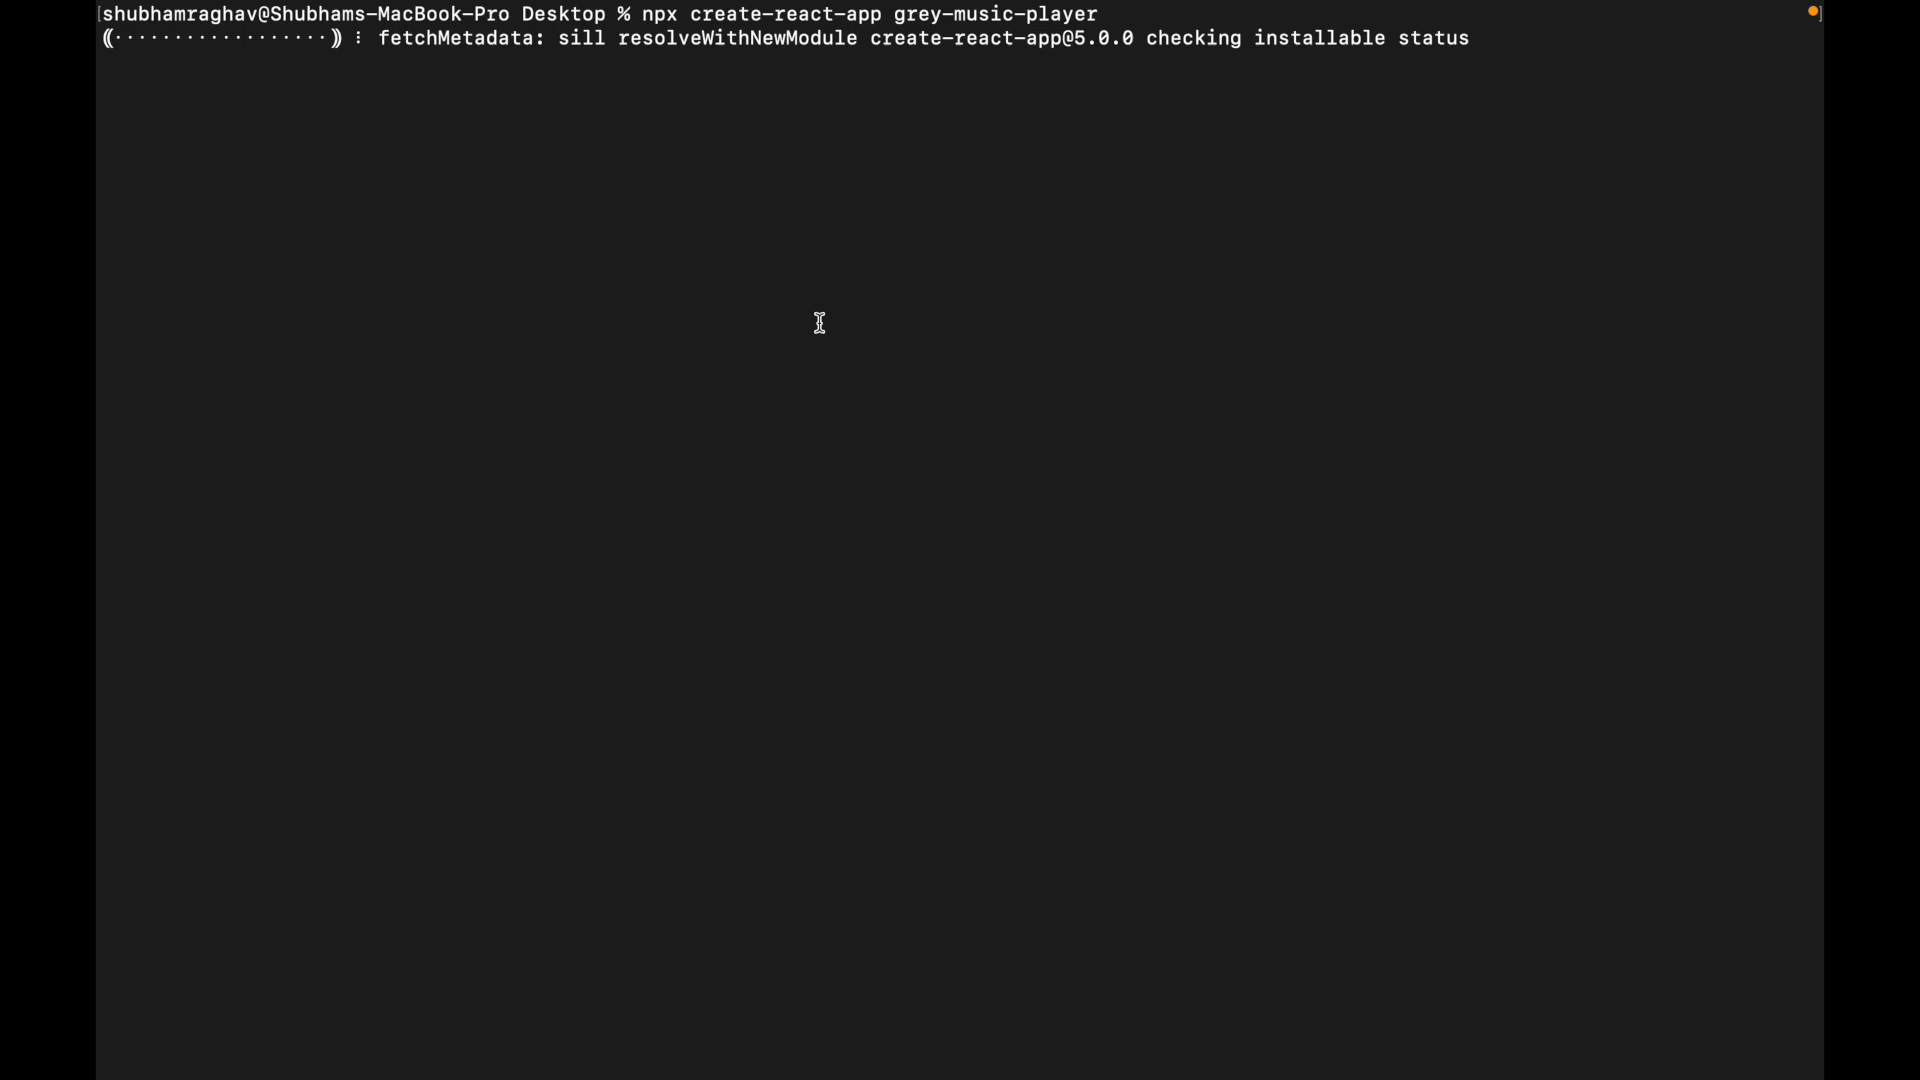 [shubhamraghav@Shubhams-MacBook-Pro Desktop % npx create-react-app grey-music-player ]
⸨··················⸩ ⠸ fetchMetadata: sill resolveWithNewModule create-react-app@5.0.0 checking installable status